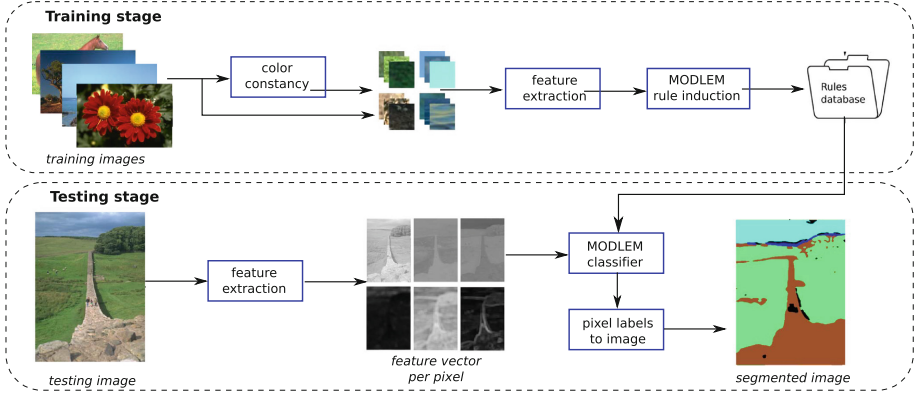 Training stage
color
constancy
feature
extraction
MODLEM
rule induction
Rules
database
training images
Testing stage
feature
extraction
MODLEM
classifier
pixel labels
to image
testing image
feature vector
per pixel
segmented image